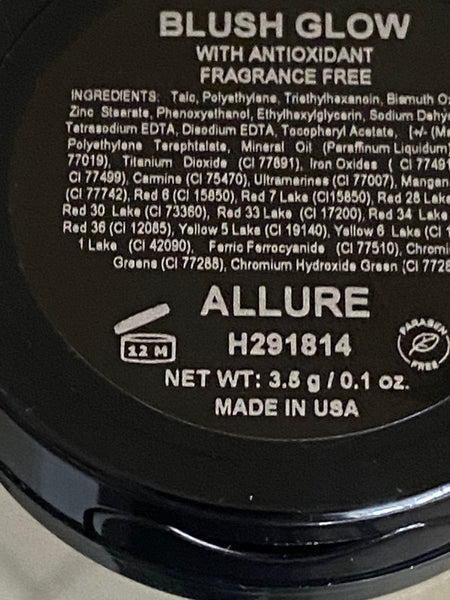 BLUSH GLOW
WITH ANTIOXIDANT
FRAGRANCE FREE
INGREDIENTS: Talc, Polyethylene, Triethylhexanoin, Bismuth
Zinc Stearate, Phenoxyethanol, Ethylhexylglycerin, Sodium
Tetrasodium EDTA, Disodium EDTA, Tocopheryl Acetate, [+/-
Polyethylene Terephtalate, Mineral Oil (Paraffinum Liquidum)
77019), Titanium Dioxide (CI 77891), Iron Oxides ( CI 77491
CI 77499), Carmine (CI 75470), Ultramarines (CI 77007),
(CI 77742), Red 6 (CI 15850), Red 7 Lake (CI15850), Red 28 Lake
Red 30 Lake (CI 73360), Red 33 Lake (CI 17200), Red 34 Lake
Red 36 (CI 12085), Yellow 5 Lake (CI 19140), Yellow 6 Lake (CI
1 Lake (CI 42090), Ferric Ferrocyanide (CI 77510),
Greens (CI 77288), Chromium Hydroxide Green (CI
ALLURE
12 M
H291814
PARABEN FREE
NET WT: 3.5 g / 0.1 oz.
MADE IN USA